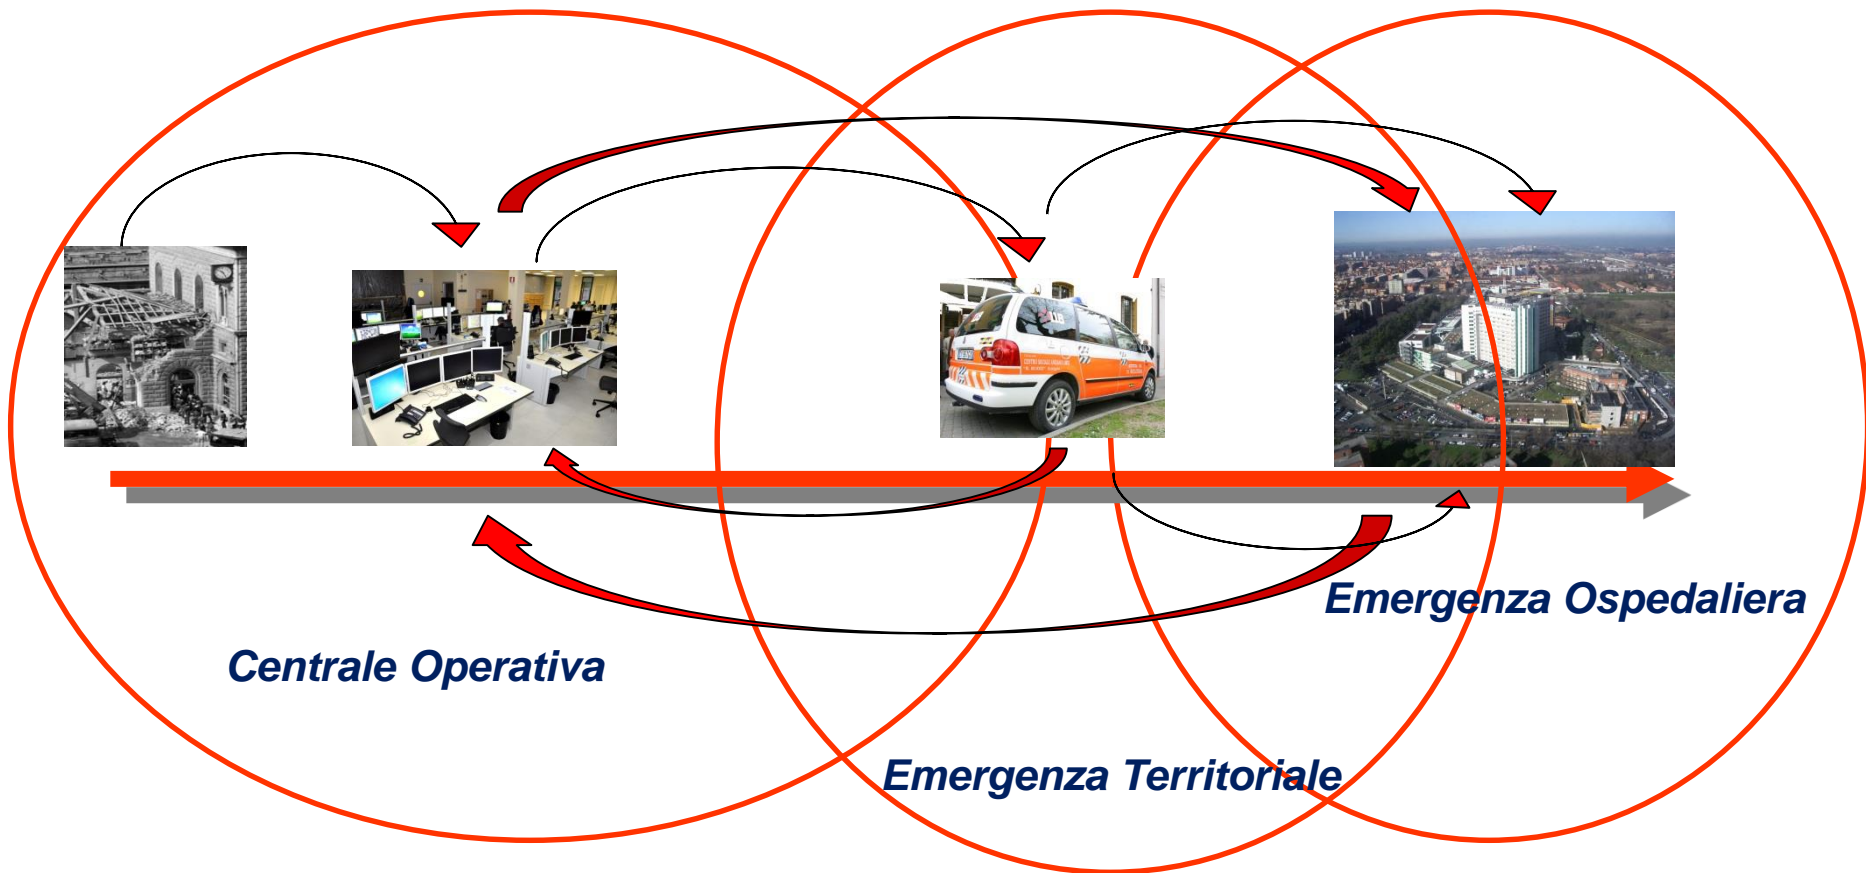 Emergenza Ospedaliera
Centrale Operativa
Emergenza Territoriale